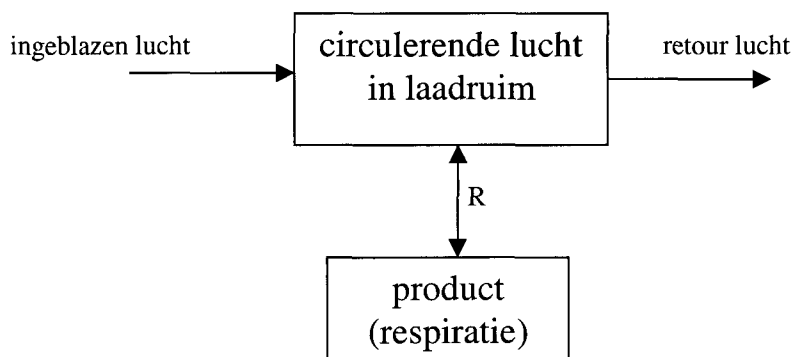 ingeblazen lucht
circulerende lucht
in laadruim
retour lucht
R
product
(respiratie)